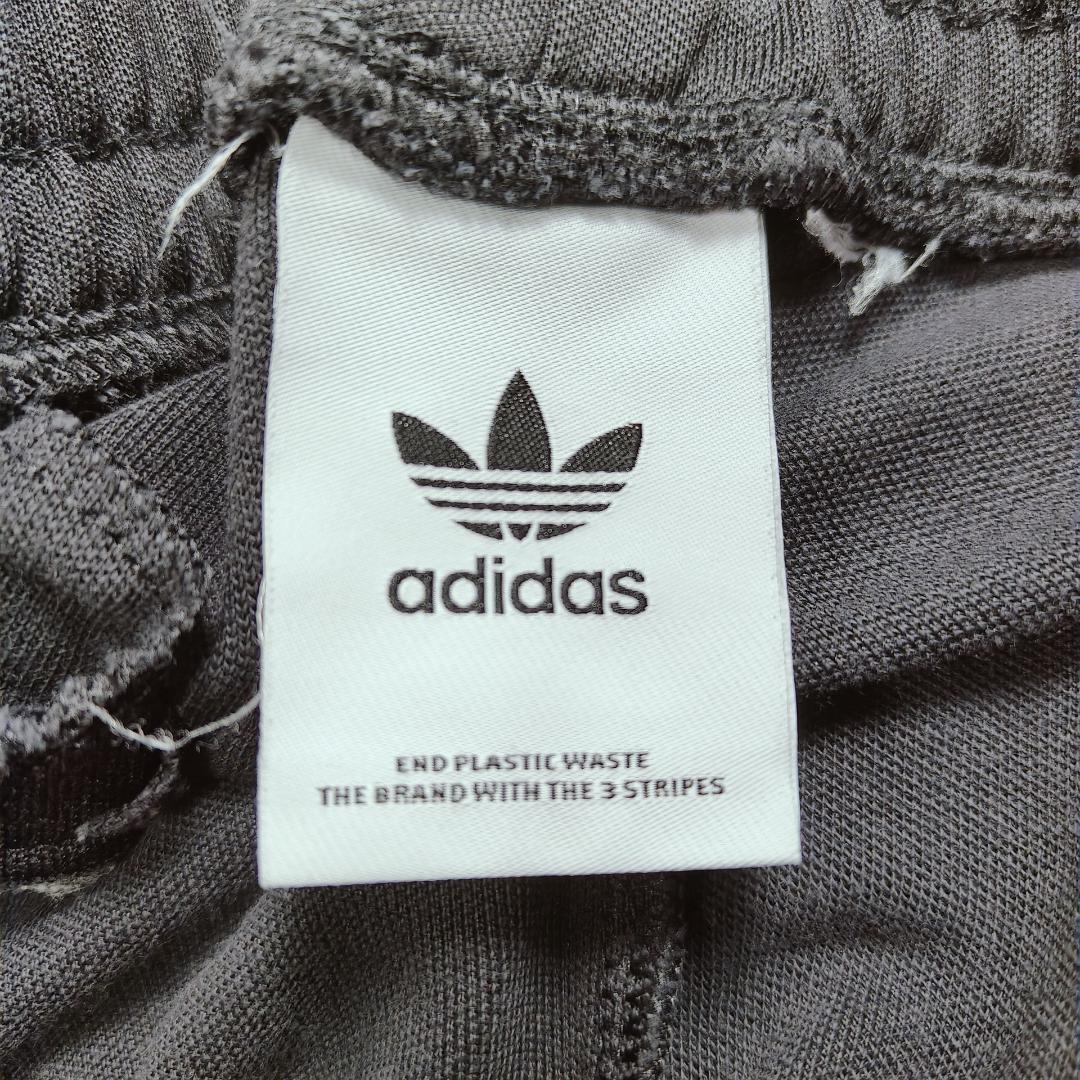 adidas
END PLASTIC WASTE
THE BRAND WITH THE 3 STRIPES